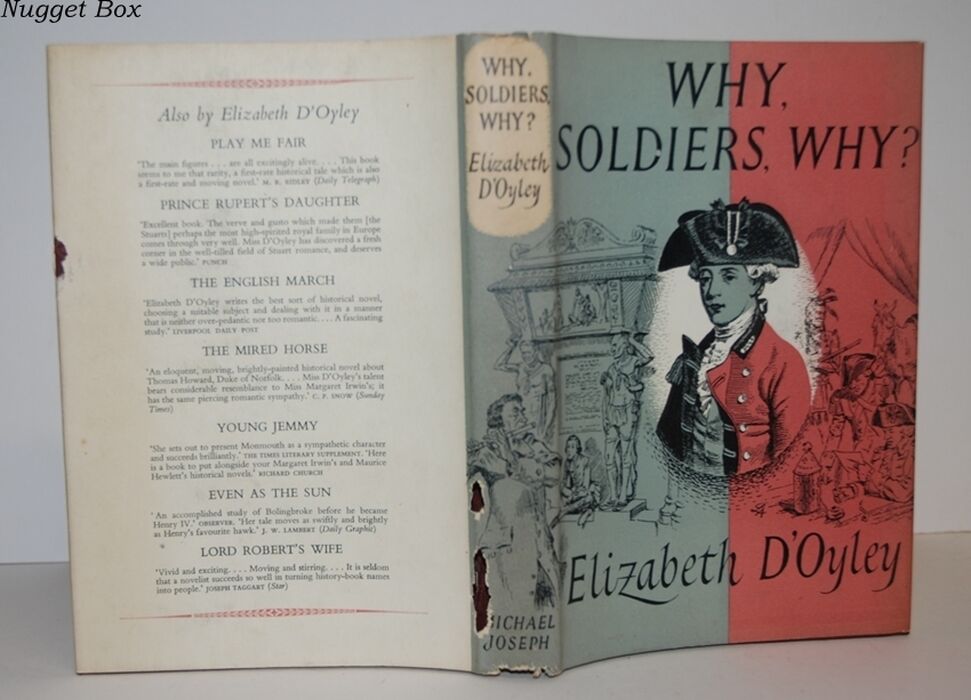 Nugget Box
Also by Elizabeth D'Oyley
PLAY ME FAIR
'The main figures . . . are all excitingly alive. . . . This book
seems to me that rarity, a first-rate historical tale which is also
a first-rate and moving novel.' M. R. RIDLEY (Daily Telegraph)
PRINCE RUPERT'S DAUGHTER
'Excellent book. The verve and gusto which made them [the
Stuarts] perhaps the most high-spirited royal family in Europe
comes through very well. Miss D'Oyley has discovered a fresh
corner in the well-tilled field of Stuart romance, and deserves
a wide public.' PUNCH
THE ENGLISH MARCH
'Elizabeth D'Oyley writes the best sort of historical novel,
choosing a suitable subject and dealing with it in a manner
that is neither over-pedantic not too romantic. . . . A fascinating
study.' LIVERPOOL DAILY POST
THE MIRED HORSE
'An eloquent, moving, brightly-painted historical novel about
Thomas Howard, Duke of Norfolk. . . . Miss D'Oyley's talent
bears considerable resemblance to Miss Margaret Irwin's; it
has the same piercing romantic sympathy.' C. P. SNOW (Sunday
Times)
YOUNG JEMMY
'She sets out to present Monmouth as a sympathetic character
and succeeds brilliantly.' THE TIMES LITERARY SUPPLEMENT. 'Here
is a book to put alongside your Margaret Irwin's and Maurice
Hewlett's historical novels.' RICHARD CHURCH
EVEN AS THE SUN
'An accomplished study of Bolingbroke before he became
Henry IV.' OBSERVER. 'Her tale moves as swiftly and brightly
as Henry's favourite hawk.' J. W. LAMBERT (Daily Graphic)
LORD ROBERT'S WIFE
'Vivid and exciting. . . . Moving and stirring. . . . It is seldom
that a novelist succeeds so well in turning history-book names
into people.' JOSEPH TAGGART (Star)
WHY,
SOLDIERS,
WHY?
Elizabeth
D'Oyley
MICHAEL
JOSEPH
WHY,
SOLDIERS, WHY?
Elizabeth D'Oyley